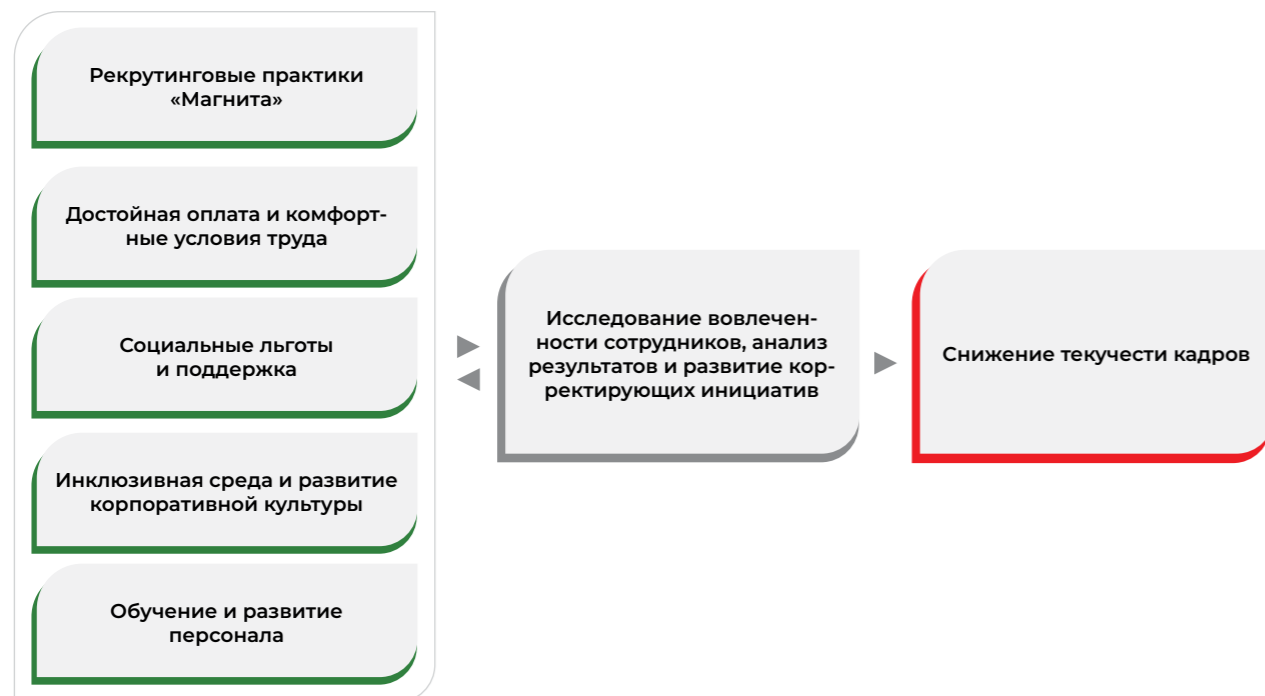 Рекрутинговые практики
«Магнита»
Достойная оплата и комфорт-
ные условия труда
Социальные льготы
и поддержка
Инклюзивная среда и развитие
корпоративной культуры
Обучение и развитие
персонала
Исследование вовлечен-
ности сотрудников, анализ
результатов и развитие кор-
ректирующих инициатив
Снижение текучести кадров